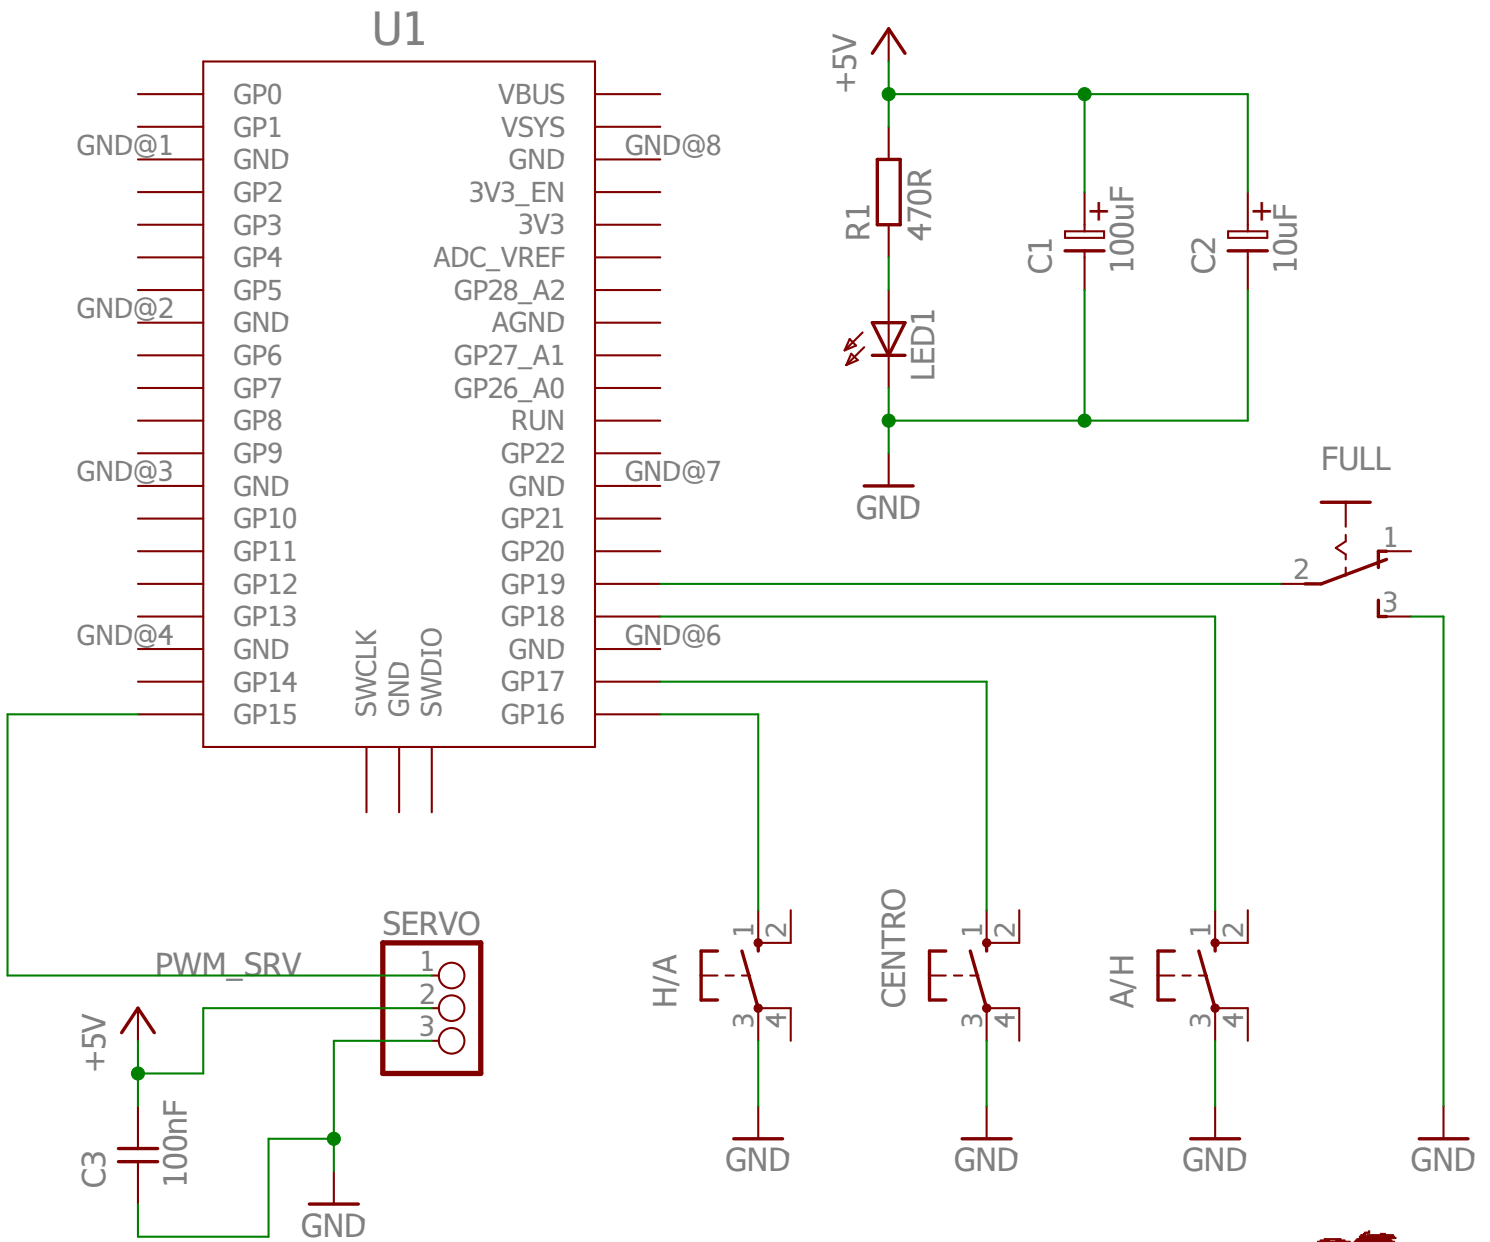 U1
GP0
GP1
GND@1
GND
GP2
GP3
GP4
GP5
GND@2
GND
GP6
GP7
GP8
GP9
GND@3
GND
GP10
GP11
GP12
GP13
GND@4
GND
GP14
GP15
VBUS
VSYS
GND@8
GND
3V3_EN
3V3
ADC_VREF
GP28_A2
AGND
GP27_A1
GP26_A0
RUN
GP22
GND@7
GND
GP21
GP20
GP19
GP18
GND@6
GND
GP17
GP16
SWCLK
GND
SWDIO
+5V
R1
470R
LED1
C1
+
100uF
C2
+
10uF
GND
FULL
1
2
3
SERVO
PWM_SRV
1
2
3
+5V
C3
100nF
GND
H/A
1
2
3
4
GND
CENTRO
1
2
3
4
GND
A/H
1
2
3
4
GND
GND